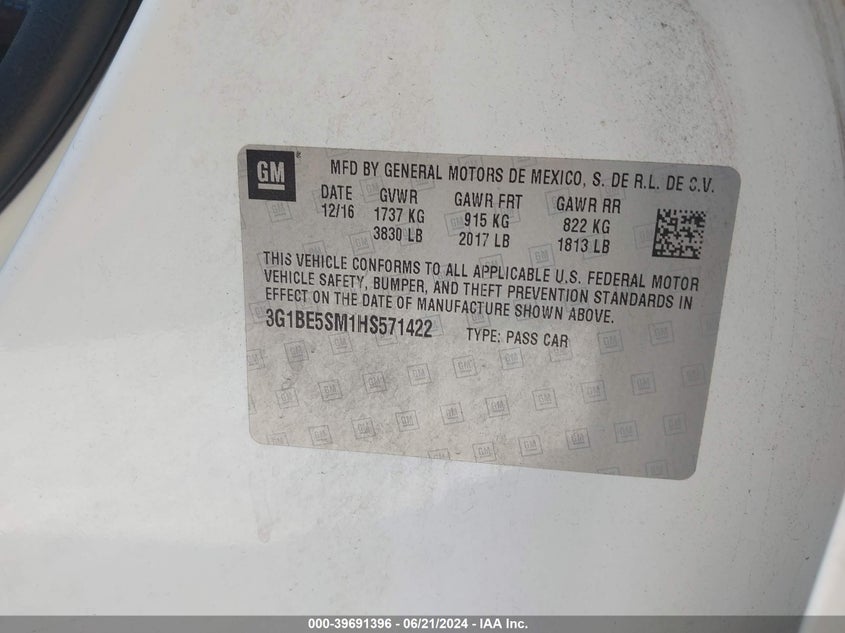 GM
MFD BY GENERAL MOTORS DE MEXICO, S. DE R.L. DE C.V.
DATE GVWR GAWR FRT GAWR RR
12/16 1737 KG 915 KG 822 KG
3830 LB 2017 LB 1813 LB
THIS VEHICLE CONFORMS TO ALL APPLICABLE U.S. FEDERAL MOTOR
VEHICLE SAFETY, BUMPER, AND THEFT PREVENTION STANDARDS IN
EFFECT ON THE DATE OF MANUFACTURE SHOWN ABOVE.
3G1BE5SM1HS571422 TYPE: PASS CAR
000-39691396 - 06/21/2024 - IAA Inc.